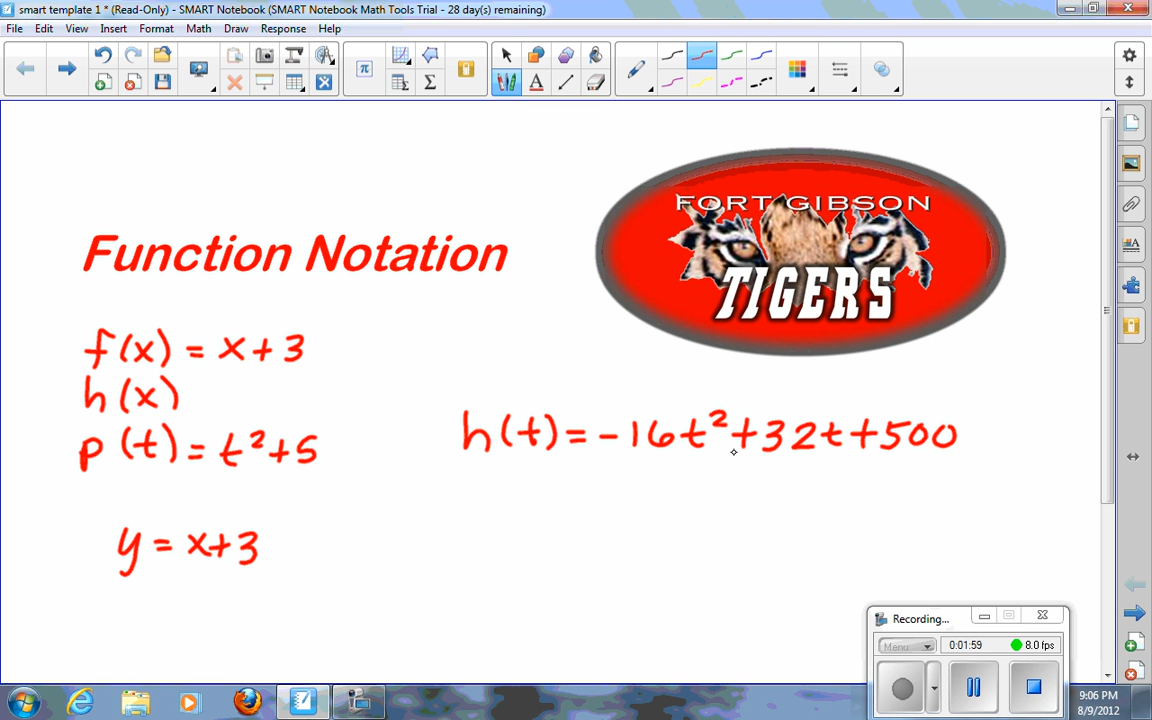 smart template 1 * (Read-Only) - SMART Notebook (SMART Notebook Math Tools Trial - 28 day(s) remaining)
File Edit View Insert Format Math Draw Response Help
π Σ A
FORT GIBSON
TIGERS
Function Notation
f(x) = x+3
h(x)
p(t) = t²+5
h(t) = -16t²+32t+500
y = x+3
Recording...
Menu 0:01:59 8.0 fps
9:06 PM
8/9/2012